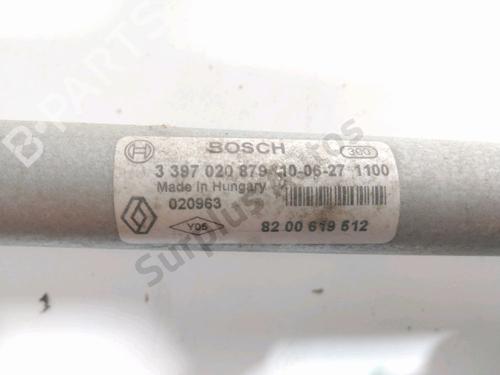 BOSCH 300
3 397 020 879 10-06-27 1100
Made in Hungary
020963
Y05 82 00 619 512
Surplus Autos
B-PARTS